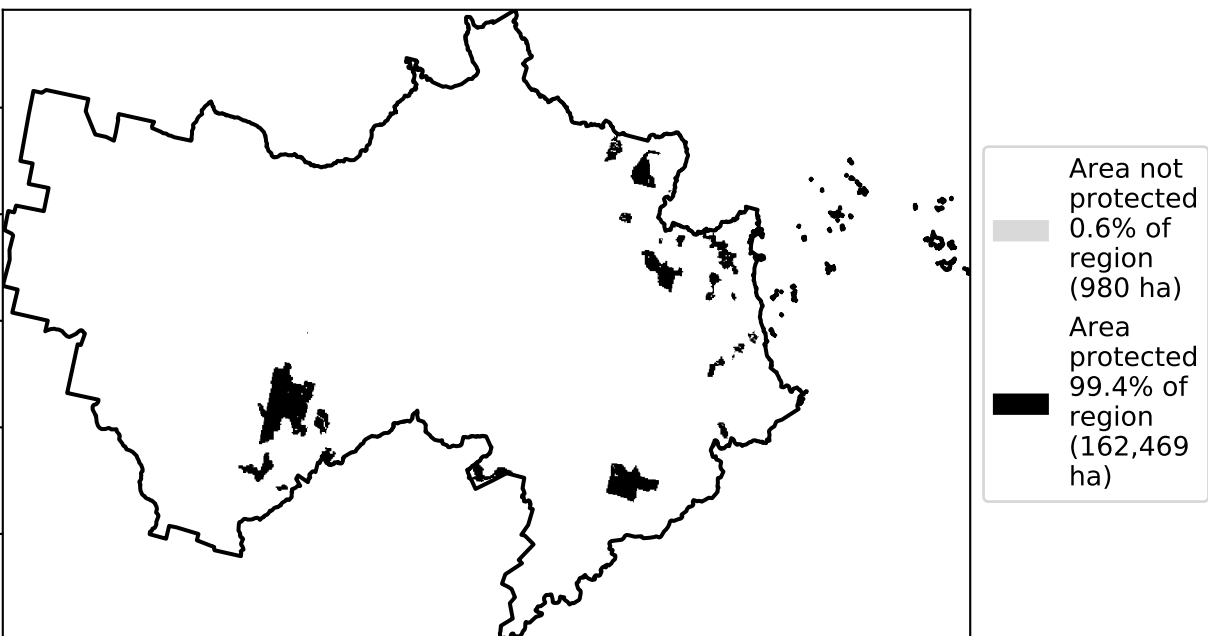 Area not
protected
0.6% of
region
(980 ha)
Area
protected
99.4% of
region
(162,469
ha)